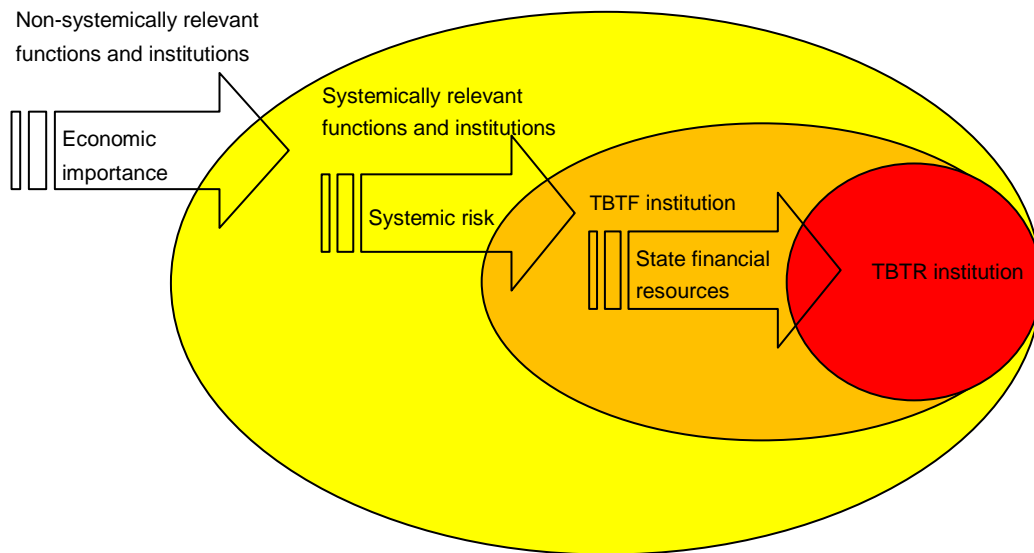 Non-systemically relevant
functions and institutions
Economic
importance
Systemically relevant
functions and institutions
Systemic risk
TBTF institution
State financial
resources
TBTR institution